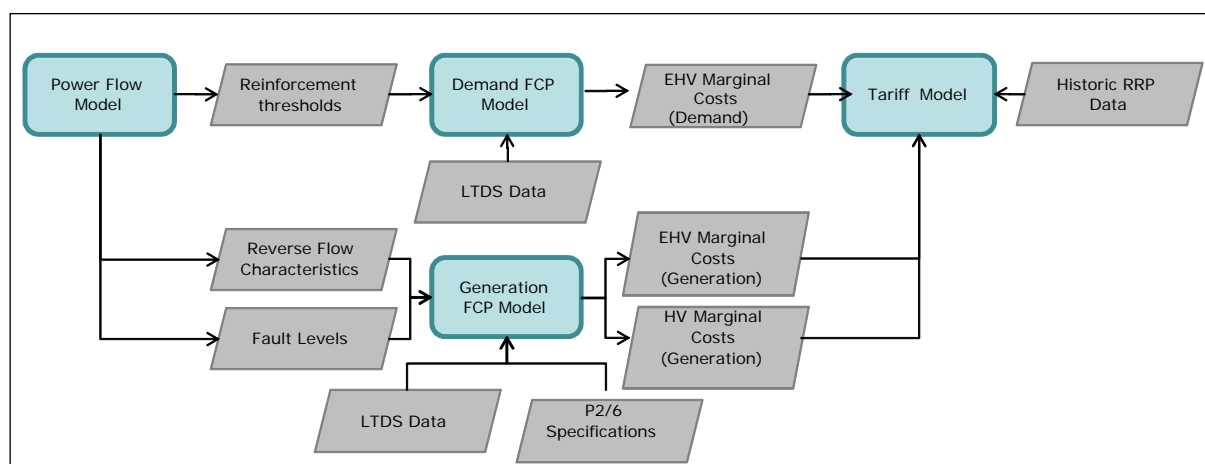 Power Flow
Model
Reinforcement
thresholds
Demand FCP
Model
EHV Marginal
Costs
(Demand)
Tariff Model
Historic RRP
Data
LTDS Data
Reverse Flow
Characteristics
Fault Levels
Generation
FCP Model
EHV Marginal
Costs
(Generation)
HV Marginal
Costs
(Generation)
LTDS Data
P2/6
Specifications